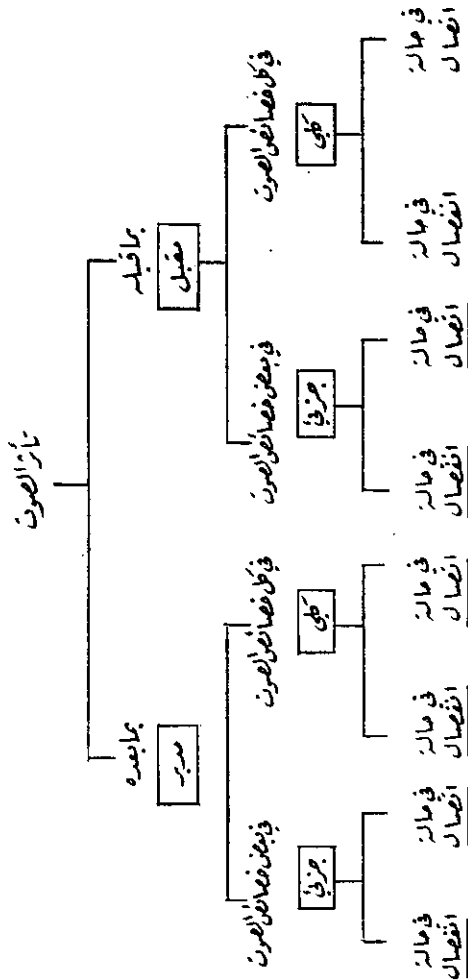 تأثر الصوت
بما قبله
مقبل
بما بعده
مدبر
في كل خصائص الصوت
كلي
في بعض خصائص الصوت
جزئي
في كل خصائص الصوت
كلي
في بعض خصائص الصوت
جزئي
في حالة
اتصال
في حالة
انفصال
في حالة
اتصال
في حالة
انفصال
في حالة
اتصال
في حالة
انفصال
في حالة
اتصال
في حالة
انفصال